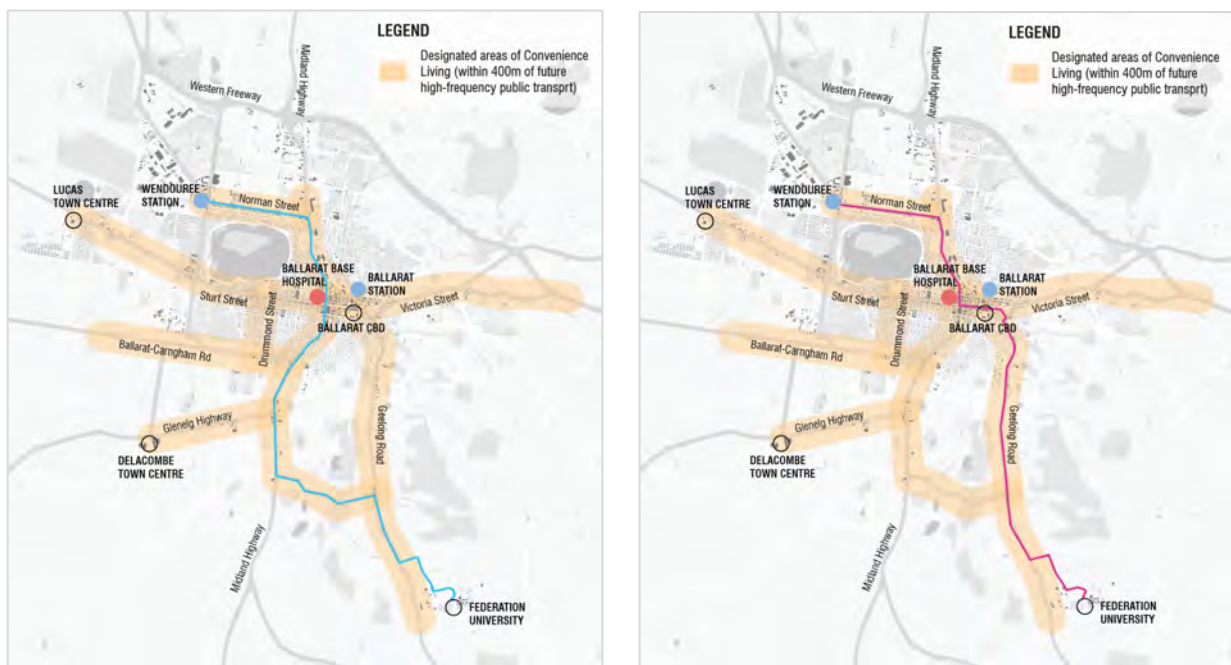 LEGEND
Designated areas of Convenience
Living (within 400m of future
high-frequency public transprt)
Midland Highway
Western Freeway
LUCAS
TOWN CENTRE
WENDOUREE
STATION
Norman Street
BALLARAT BASE
HOSPITAL
BALLARAT
STATION
Sturt Street
Drummond Street
Victoria Street
BALLARAT CBD
Ballarat-Carngham Rd
Glenelg Highway
Geelong Road
DELACOMBE
TOWN CENTRE
Midland Highway
FEDERATION
UNIVERSITY
LEGEND
Designated areas of Convenience
Living (within 400m of future
high-frequency public transprt)
Midland Highway
Western Freeway
LUCAS
TOWN CENTRE
WENDOUREE
STATION
Norman Street
BALLARAT BASE
HOSPITAL
BALLARAT
STATION
Sturt Street
Drummond Street
Victoria Street
BALLARAT CBD
Ballarat-Carngham Rd
Glenelg Highway
Geelong Road
DELACOMBE
TOWN CENTRE
Midland Highway
FEDERATION
UNIVERSITY